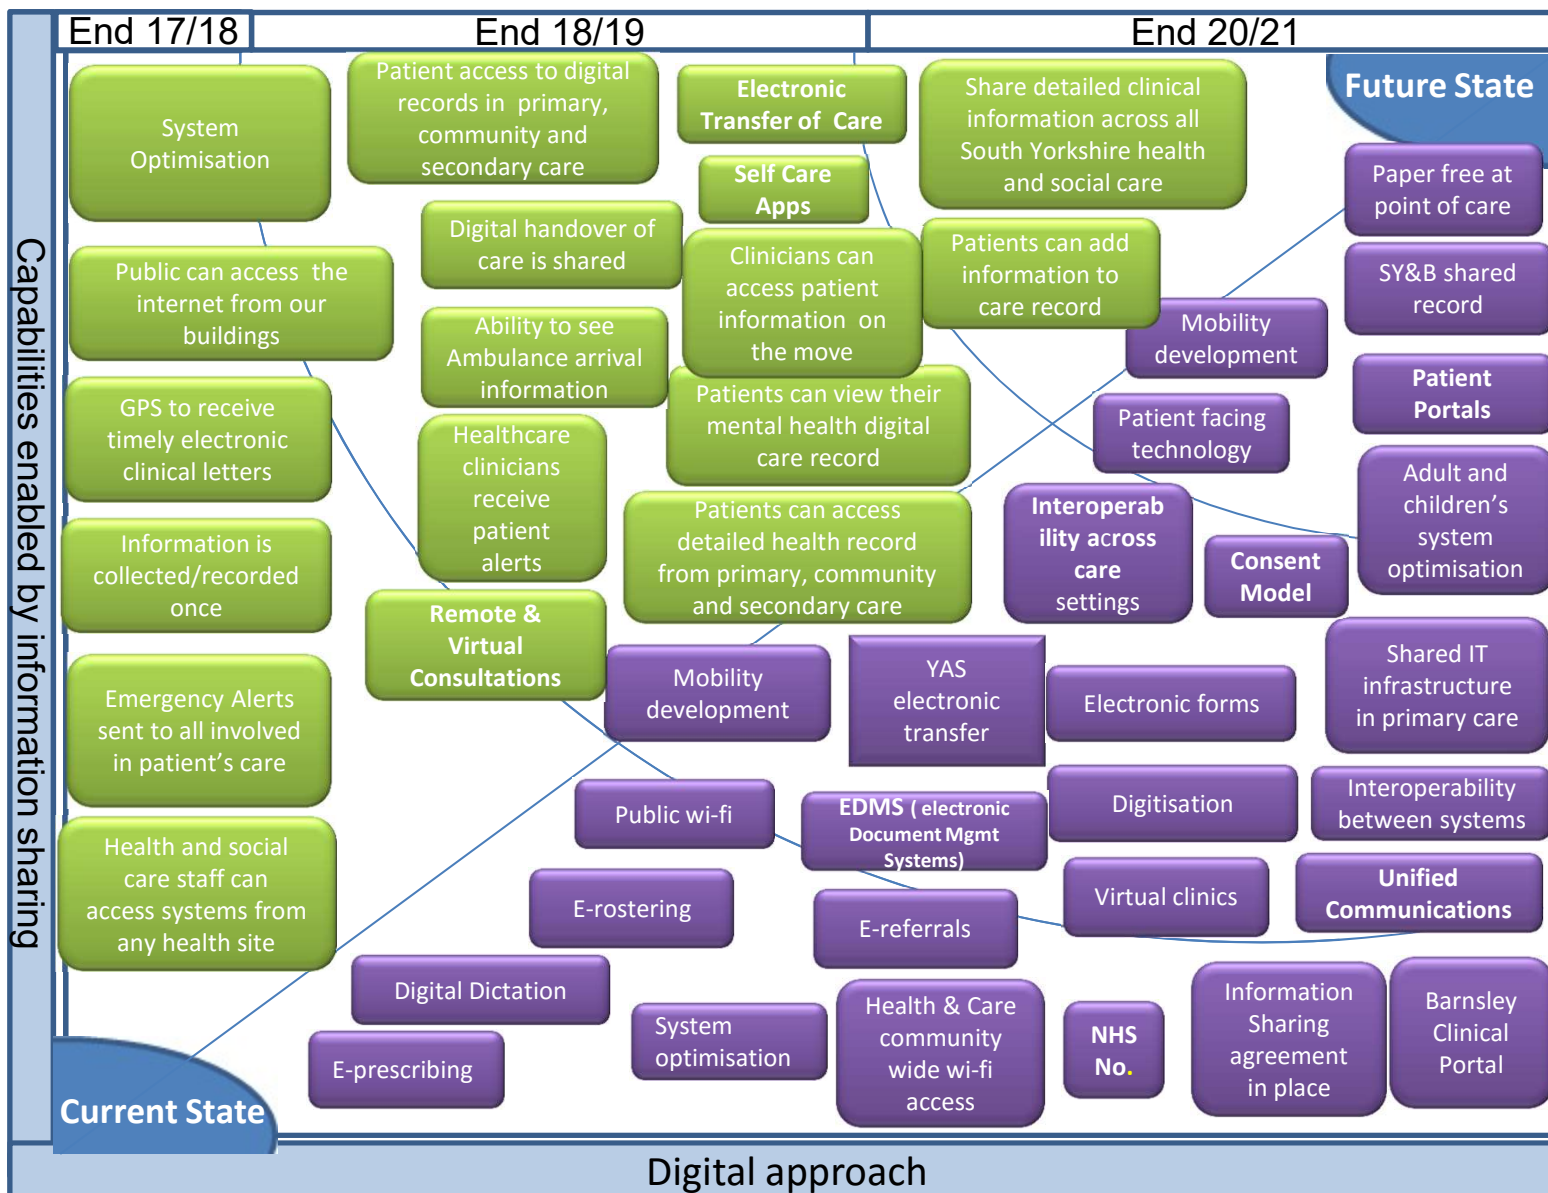 End 17/18
End 18/19
End 20/21
Capabilities enabled by information sharing
System
Optimisation
Public can access the
internet from our
buildings
GPS to receive
timely electronic
clinical letters
Information is
collected/recorded
once
Emergency Alerts
sent to all involved
in patient's care
Health and social
care staff can
access systems from
any health site
Patient access to digital
records in primary,
community and
secondary care
Digital handover of
care is shared
Ability to see
Ambulance arrival
information
Healthcare
clinicians
receive
patient
alerts
Remote &
Virtual
Consultations
Electronic
Transfer of Care
Self Care
Apps
Clinicians can
access patient
information on
the move
Patients can view their
mental health digital
care record
Patients can access
detailed health record
from primary, community
and secondary care
Share detailed clinical
information across all
South Yorkshire health
and social care
Patients can add
information to
care record
Future State
Paper free at
point of care
SY&B shared
record
Mobility
development
Patient
Portals
Patient facing
technology
Adult and
children's
system
optimisation
Interoperab
ility across
care
settings
Consent
Model
Mobility
development
YAS
electronic
transfer
Electronic forms
Shared IT
infrastructure
in primary care
Public wi-fi
EDMS ( electronic
Document Mgmt
Systems)
Digitisation
Interoperability
between systems
E-rostering
E-referrals
Virtual clinics
Unified
Communications
Digital Dictation
E-prescribing
System
optimisation
Health & Care
community
wide wi-fi
access
NHS
No.
Information
Sharing
agreement
in place
Barnsley
Clinical
Portal
Current State
Digital approach